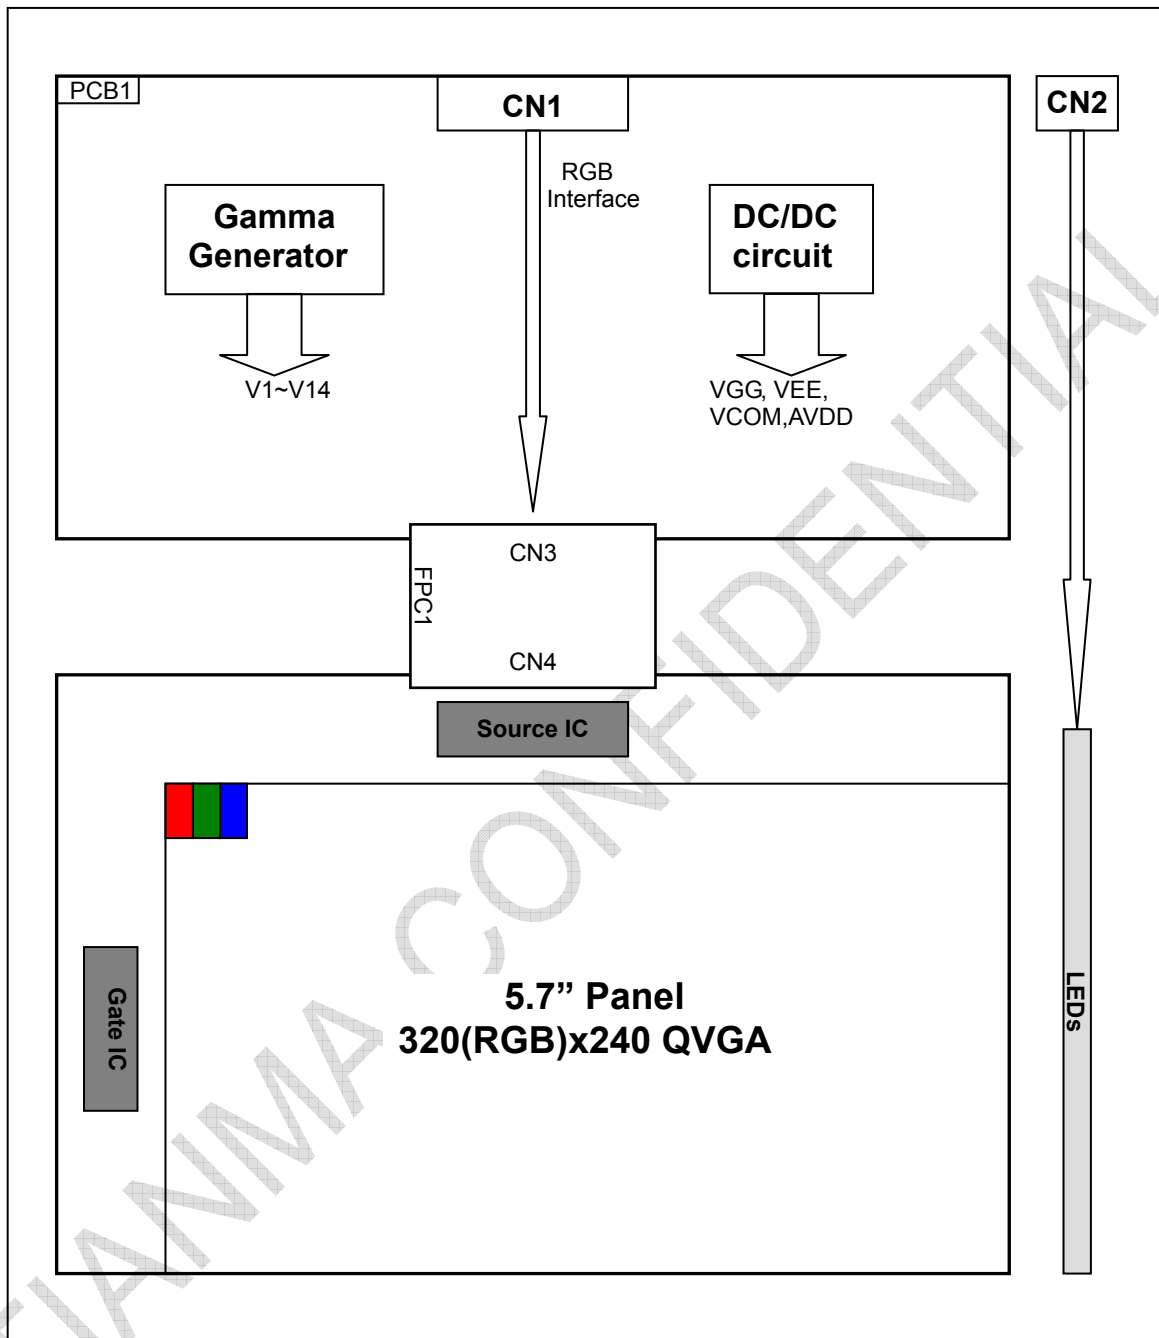 PCB1
CN1
CN2
RGB
Interface
Gamma
Generator
DC/DC
circuit
V1~V14
VGG, VEE,
VCOM,AVDD
CN3
FPC1
CN4
Source IC
Gate IC
5.7” Panel
320(RGB)x240 QVGA
LEDs
TIANMA CONFIDENTIAL